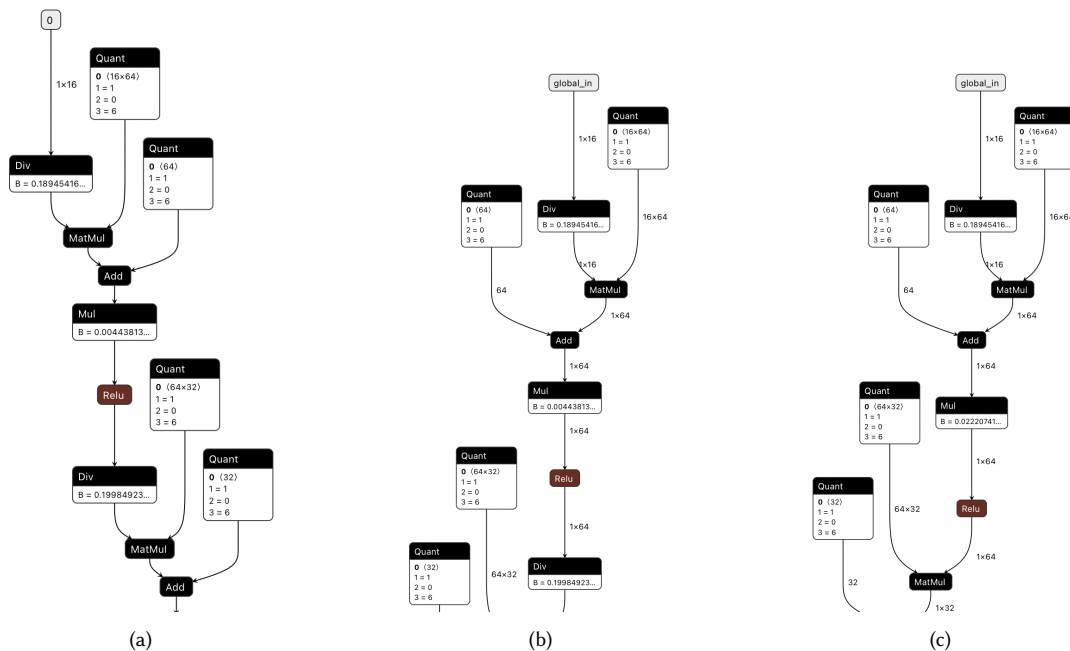 0
1×16
Quant
0 ⟨16×64⟩
1 = 1
2 = 0
3 = 6
Quant
0 ⟨64⟩
1 = 1
2 = 0
3 = 6
Div
B = 0.18945416…
MatMul
Add
Mul
B = 0.00443813…
Relu
Quant
0 ⟨64×32⟩
1 = 1
2 = 0
3 = 6
Div
B = 0.19984923…
Quant
0 ⟨32⟩
1 = 1
2 = 0
3 = 6
MatMul
Add
(a)
global_in
1×16
Quant
0 ⟨16×64⟩
1 = 1
2 = 0
3 = 6
Quant
0 ⟨64⟩
1 = 1
2 = 0
3 = 6
Div
B = 0.18945416…
16×64
1×16
MatMul
64
1×64
Add
1×64
Mul
B = 0.00443813…
1×64
Quant
0 ⟨64×32⟩
1 = 1
2 = 0
3 = 6
Relu
1×64
Quant
0 ⟨32⟩
1 = 1
2 = 0
3 = 6
64×32
Div
B = 0.19984923…
(b)
global_in
1×16
Quant
0 ⟨16×64⟩
1 = 1
2 = 0
3 = 6
Quant
0 ⟨64⟩
1 = 1
2 = 0
3 = 6
Div
B = 0.18945416…
1×16
MatMul
64
1×64
Add
1×64
Quant
0 ⟨64×32⟩
1 = 1
2 = 0
3 = 6
Mul
B = 0.02220741…
1×64
Quant
0 ⟨32⟩
1 = 1
2 = 0
3 = 6
64×32
Relu
1×64
32
MatMul
1×32
(c)